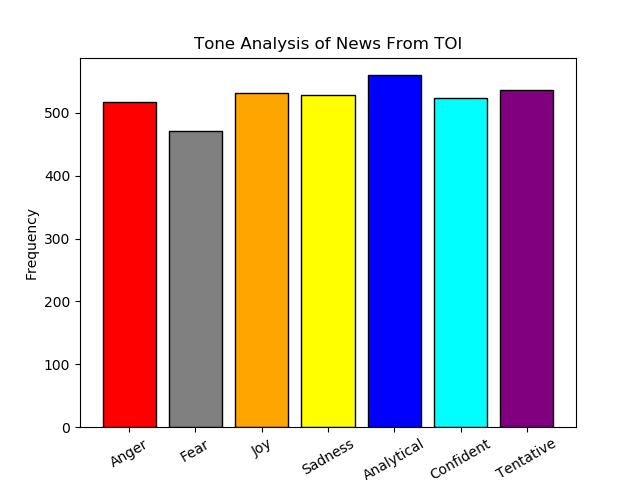 Tone Analysis of News From TOI
Frequency
500
400
300
200
100
0
Anger
Fear
Joy
Sadness
Analytical
Confident
Tentative